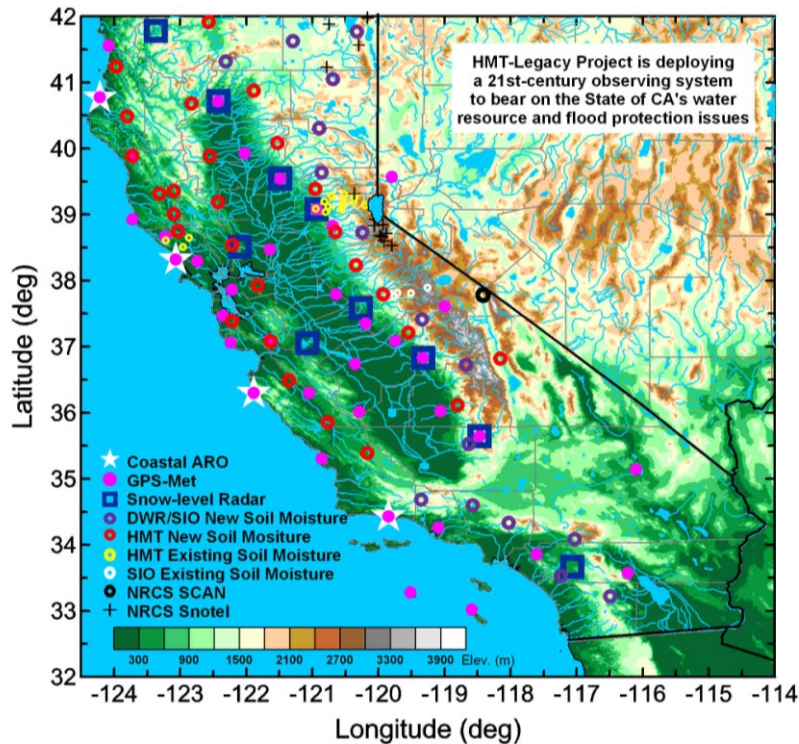 42
41
40
39
38
37
36
35
34
33
32
Latitude (deg)
HMT-Legacy Project is deploying
a 21st-century observing system
to bear on the State of CA's water
resource and flood protection issues
Coastal ARO
GPS-Met
Snow-level Radar
DWR/SIO New Soil Moisture
HMT New Soil Mositure
HMT Existing Soil Moisture
SIO Existing Soil Moisture
NRCS SCAN
NRCS Snotel
300 900 1500 2100 2700 3300 3900 Elev. (m)
-124 -123 -122 -121 -120 -119 -118 -117 -116 -115 -114
Longitude (deg)